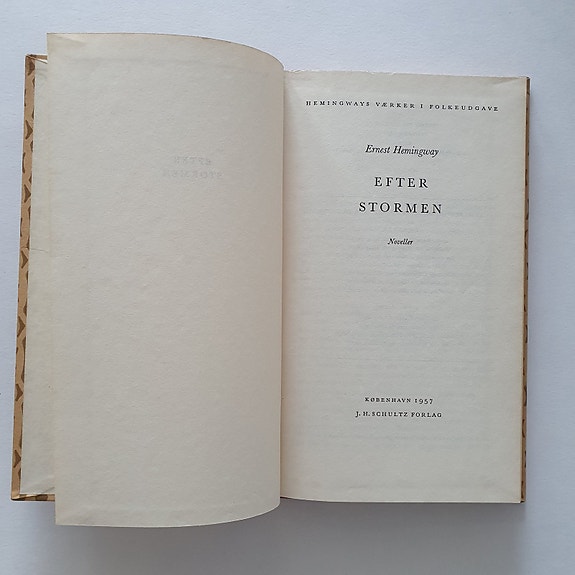 HEMINGWAYS VÆRKER I FOLKEUDGAVE
Ernest Hemingway
EFTER
STORMEN
Noveller
KØBENHAVN 1957
J. H. SCHULTZ FORLAG